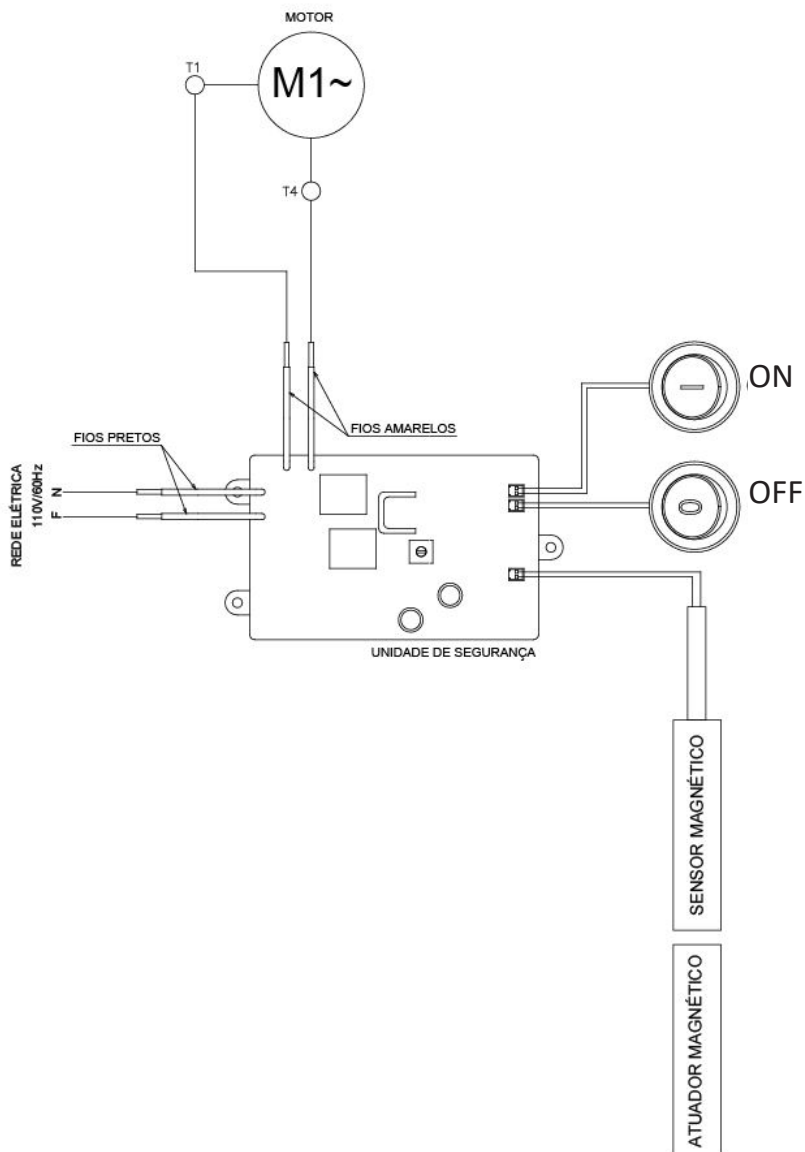 MOTOR
T1
M1~
T4
ON
FIOS AMARELOS
FIOS PRETOS
REDE ELÉTRICA
110V/60Hz
N
F
OFF
UNIDADE DE SEGURANÇA
SENSOR MAGNÉTICO
ATUADOR MAGNÉTICO